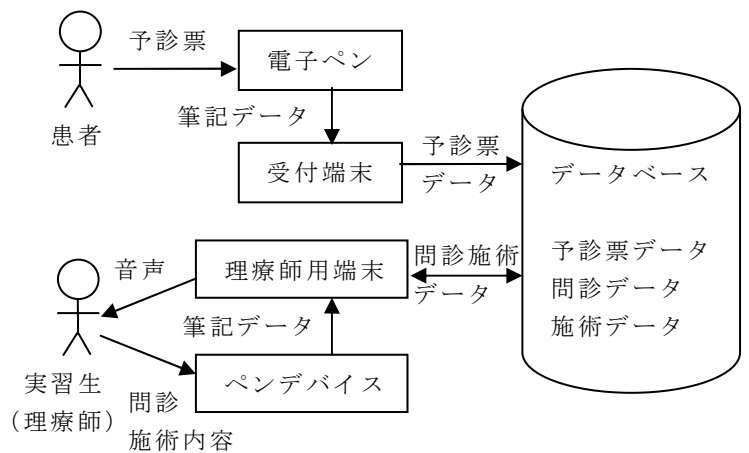 予診票
電子ペン
患者
筆記データ
受付端末
予診票
データ
データベース
予診票データ
問診データ
施術データ
音声
理療師用端末
問診施術
データ
筆記データ
ペンデバイス
実習生
（理療師）
問診
施術内容